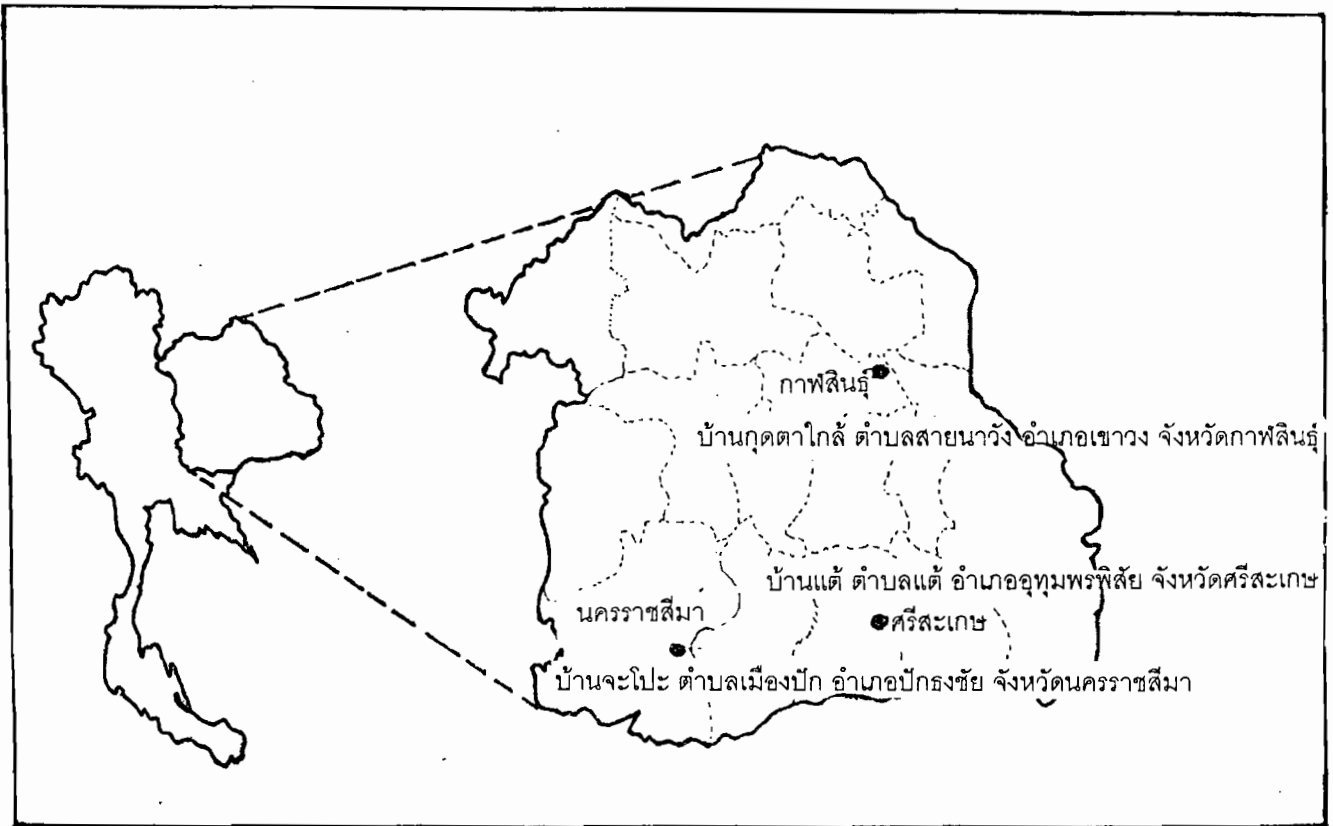 กาฬสินธุ์
บ้านกุดตาใกล้ ตำบลสายนาวัง อำเภอเขาวง จังหวัดกาฬสินธุ์
บ้านแต้ ตำบลแต้ อำเภออุทุมพรพิสัย จังหวัดศรีสะเกษ
นครราชสีมา
ศรีสะเกษ
บ้านจะโปะ ตำบลเมืองปัก อำเภอปักธงชัย จังหวัดนครราชสีมา